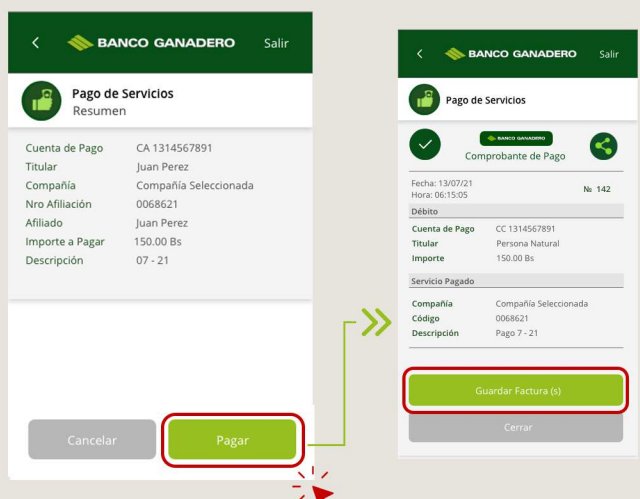 BANCO GANADERO Salir
Pago de Servicios
Resumen
Cuenta de Pago CA 1314567891
Titular Juan Perez
Compañía Compañía Seleccionada
Nro Afiliación 0068621
Afiliado Juan Perez
Importe a Pagar 150.00 Bs
Descripción 07 - 21
Cancelar Pagar
BANCO GANADERO Salir
Pago de Servicios
BANCO GANADERO
Comprobante de Pago
Fecha: 13/07/21
Hora: 06:15:05 № 142
Débito
Cuenta de Pago CC 1314567891
Titular Persona Natural
Importe 150.00 Bs
Servicio Pagado
Compañía Compañía Seleccionada
Código 0068621
Descripción Pago 7 - 21
Guardar Factura (s)
Cerrar